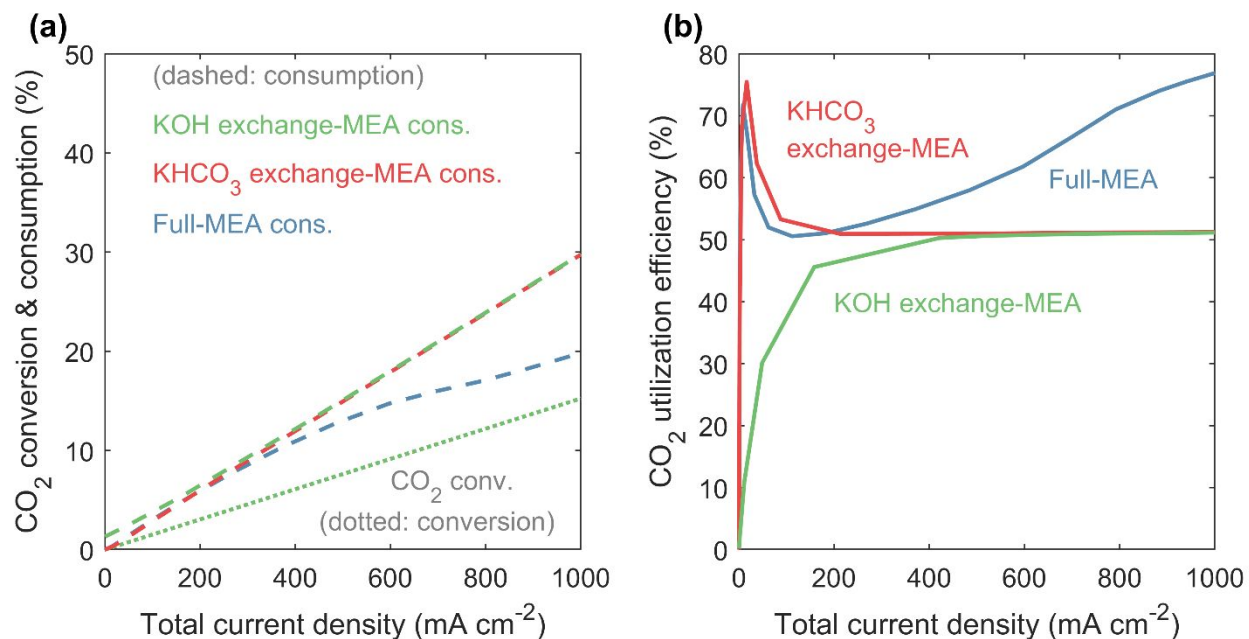 (a)
CO₂ conversion & consumption (%)
50
40
30
20
10
0
(dashed: consumption)
KOH exchange-MEA cons.
KHCO₃ exchange-MEA cons.
Full-MEA cons.
CO₂ conv.
(dotted: conversion)
0 200 400 600 800 1000
Total current density (mA cm⁻²)
(b)
CO₂ utilization efficiency (%)
80
70
60
50
40
30
20
10
0
KHCO₃
exchange-MEA
Full-MEA
KOH exchange-MEA
0 200 400 600 800 1000
Total current density (mA cm⁻²)